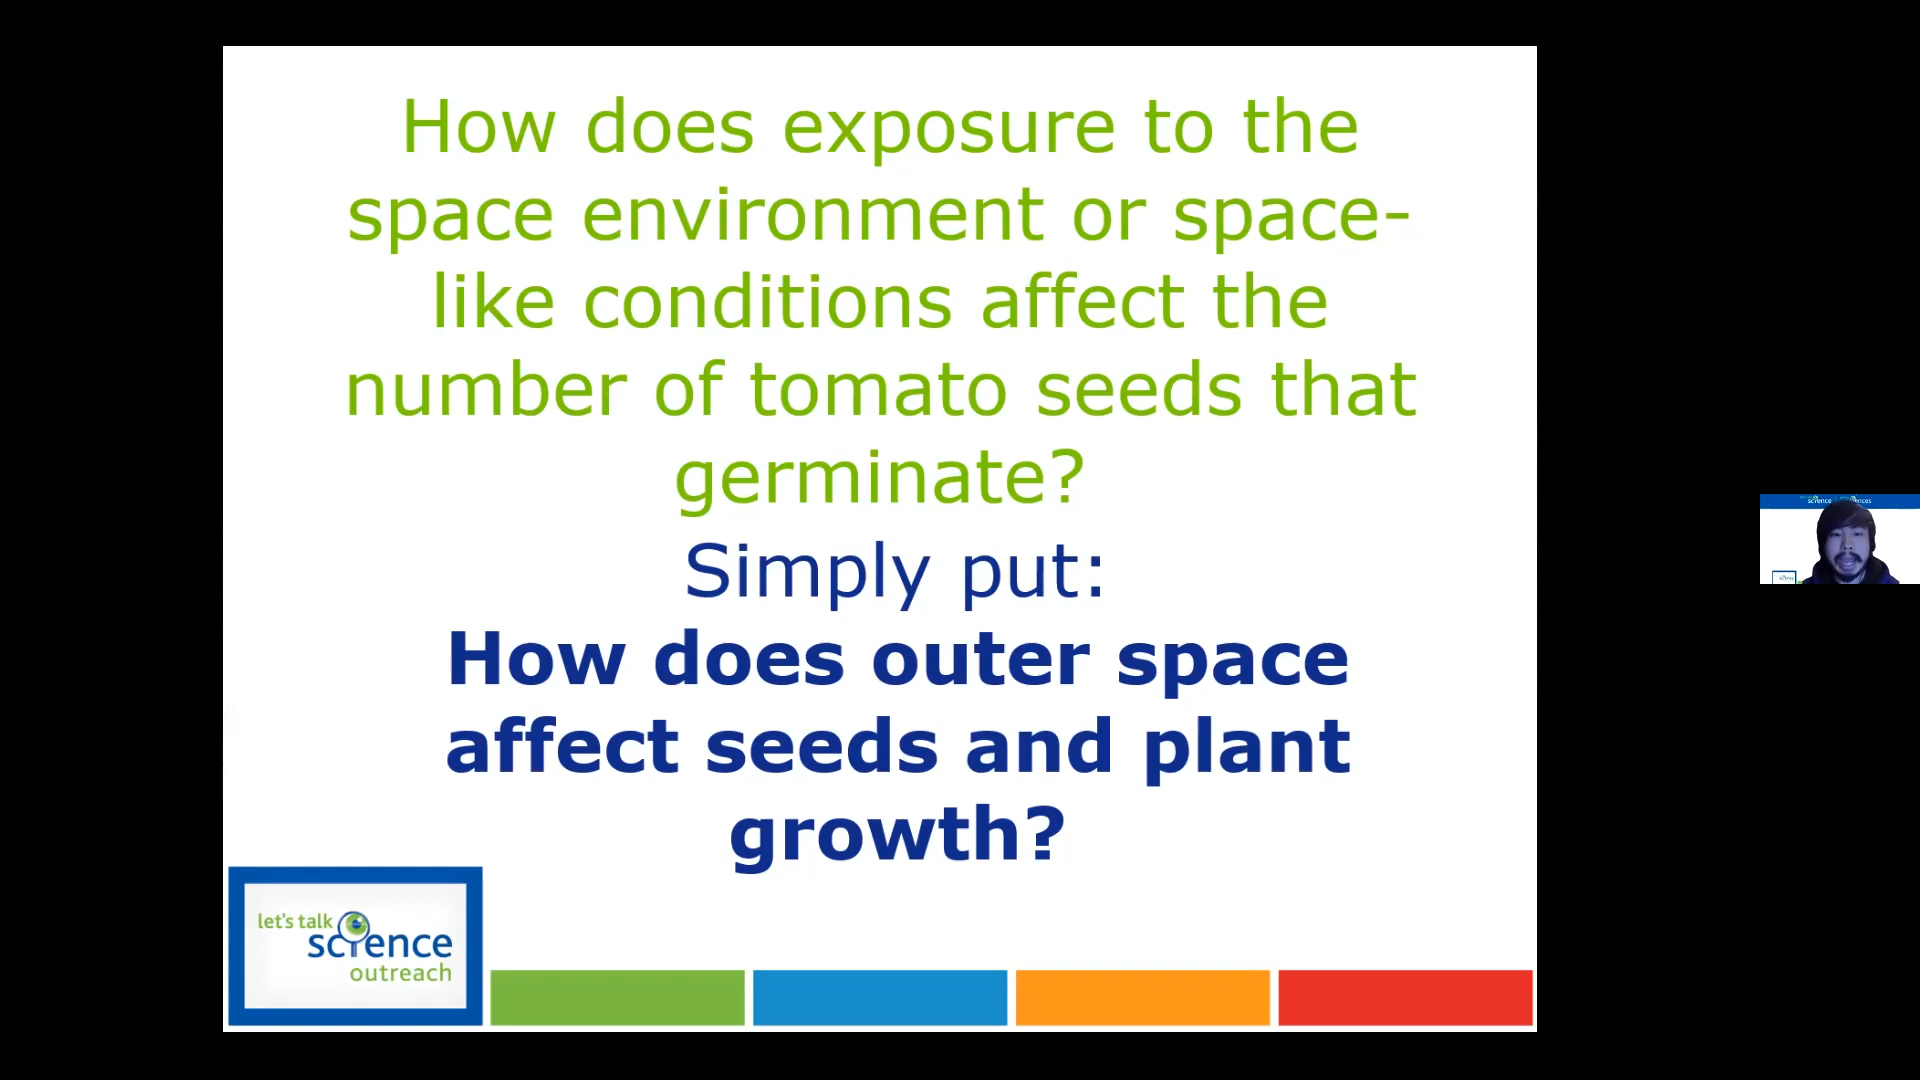 How does exposure to the
space environment or space-
like conditions affect the
number of tomato seeds that
germinate?
Simply put:
How does outer space
affect seeds and plant
growth?
let's talk
science
outreach
science